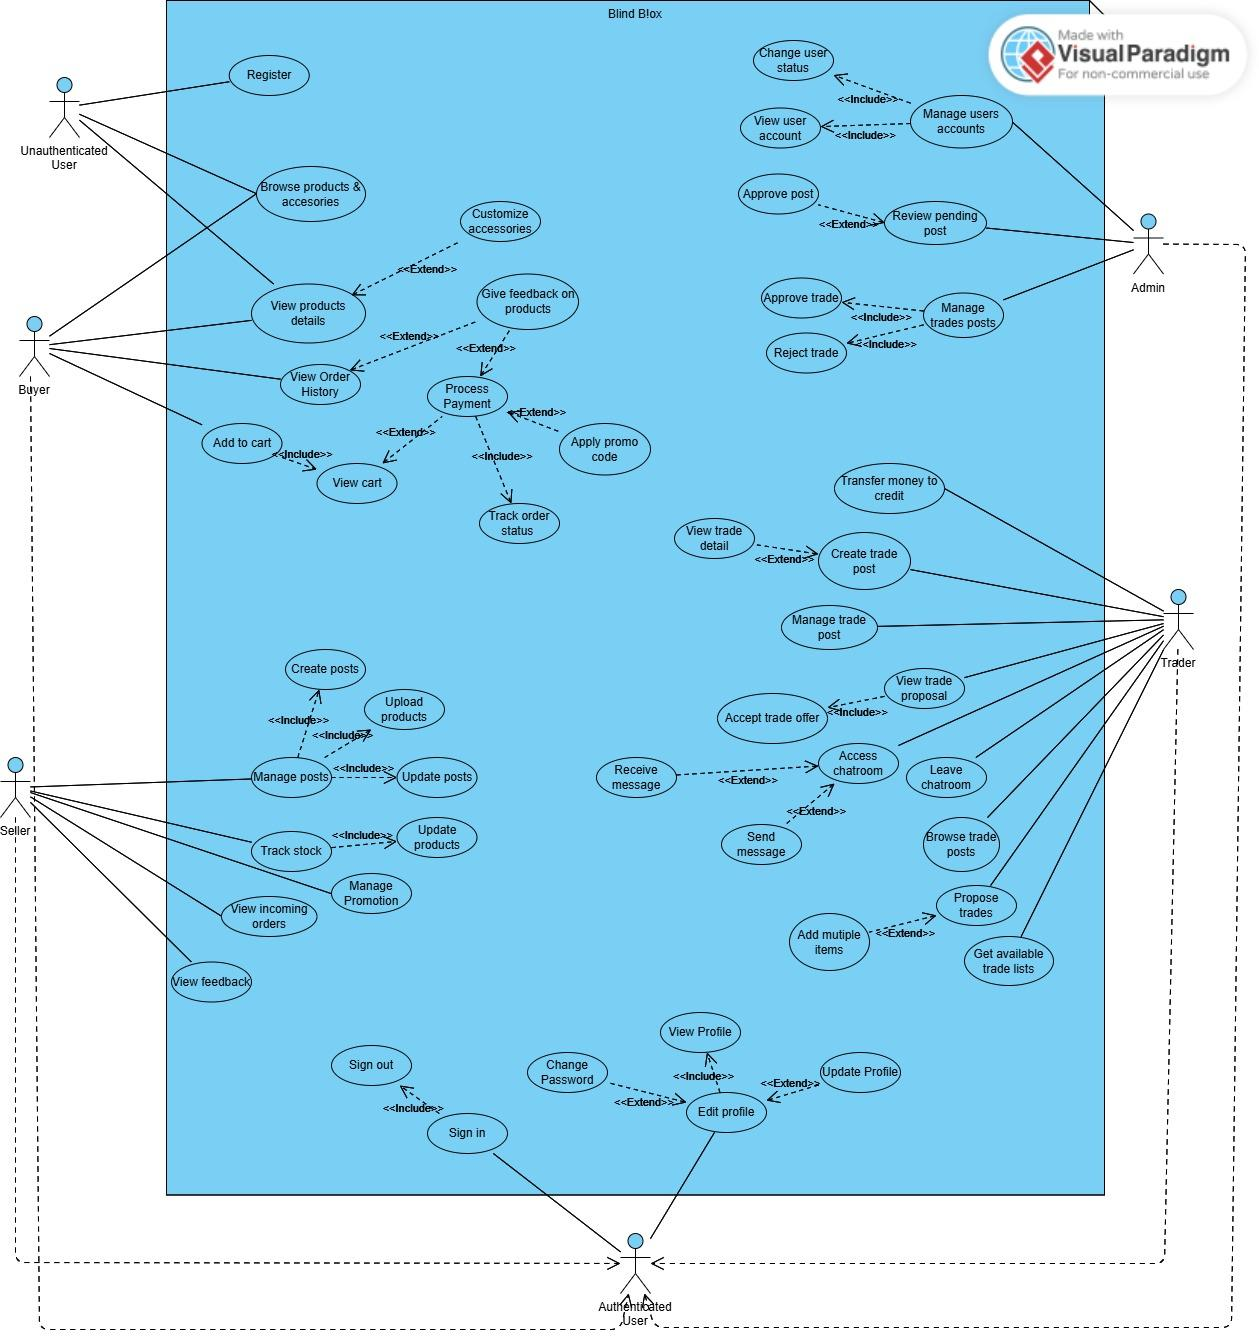 Blind B!ox
Made with
Visual Paradigm
For non-commercial use
Register
Change user
status
<<Include>>
Manage users
accounts
View user
account
<<Include>>
Unauthenticated
User
Browse products &
accesories
Approve post
<<Extend>>
Review pending
post
Customize
accessories
<<Extend>>
Admin
View products
details
Give feedback on
products
Approve trade
<<Include>>
Manage
trades posts
<<Extend>>
<<Extend>>
Reject trade
<<Include>>
Buyer
View Order
History
Process
Payment
<<Extend>>
Add to cart
<<Include>>
<<Extend>>
Apply promo
code
<<Include>>
View cart
Transfer money to
credit
Track order
status
View trade
detail
<<Extend>>
Create trade
post
Manage trade
post
Trader
Create posts
View trade
proposal
<<Include>>
Upload
products
<<Include>>
Accept trade offer
<<Include>>
Manage posts
<<Include>>
Update posts
Receive
message
<<Extend>>
Access
chatroom
Leave
chatroom
<<Extend>>
Seller
Track stock
<<Include>>
Update
products
Send
message
Browse trade
posts
Manage
Promotion
View incoming
orders
Propose
trades
Add mutiple
items
<<Extend>>
Get available
trade lists
View feedback
View Profile
Sign out
Change
Password
<<Include>>
Update Profile
<<Extend>>
<<Extend>>
<<Include>>
Edit profile
Sign in
Authenticated
User